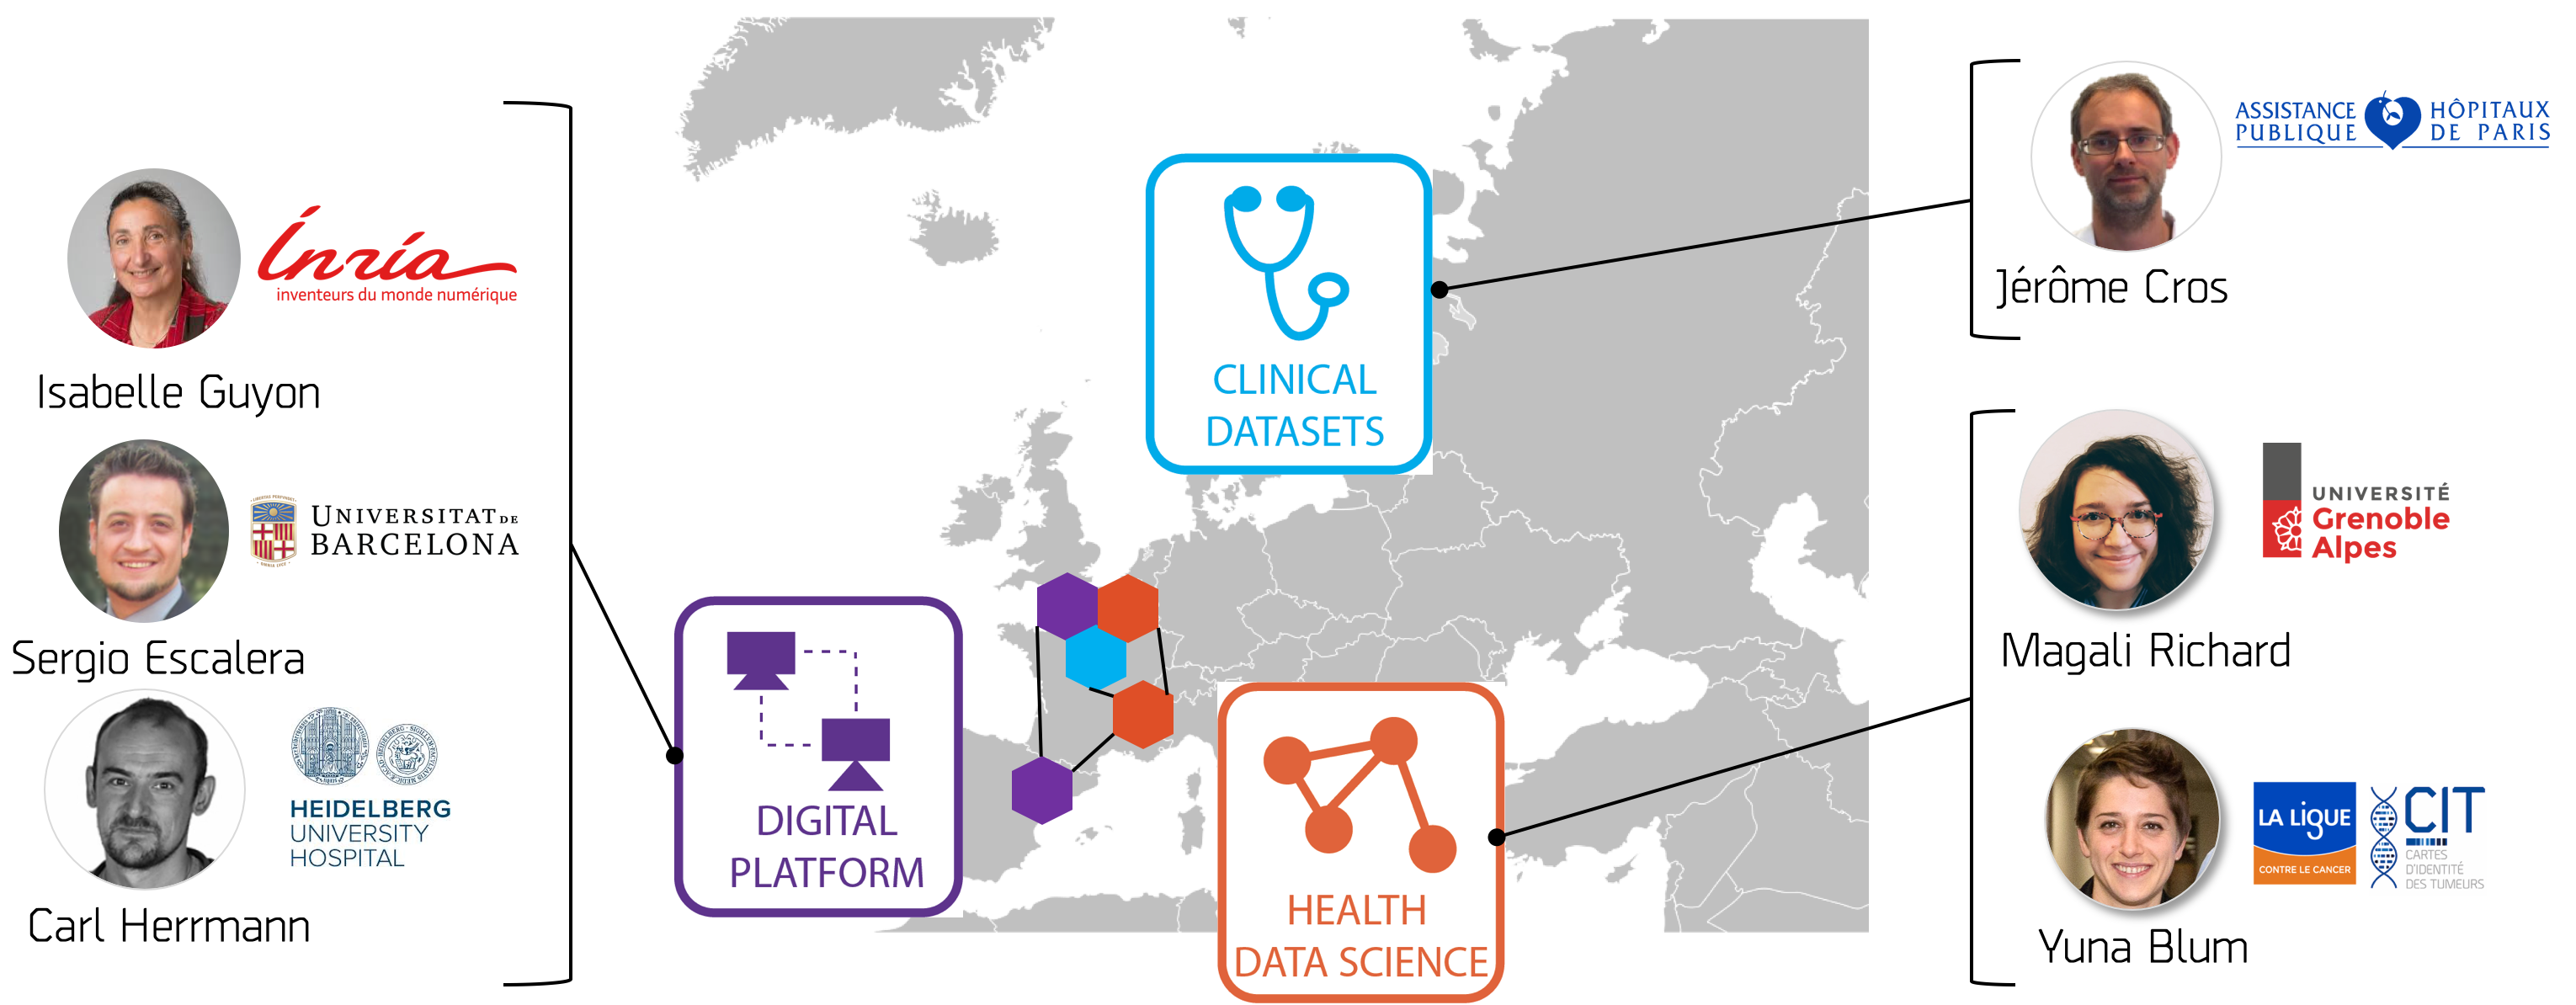 Ínría
inventeurs du monde numérique
Isabelle Guyon
UNIVERSITAT DE
BARCELONA
Sergio Escalera
HEIDELBERG
UNIVERSITY
HOSPITAL
Carl Herrmann
CLINICAL
DATASETS
DIGITAL
PLATFORM
HEALTH
DATA SCIENCE
ASSISTANCE HÔPITAUX
PUBLIQUE DE PARIS
Jérôme Cros
UNIVERSITÉ
Grenoble
Alpes
Magali Richard
LA LIGUE
CONTRE LE CANCER
CIT
CARTES
D'IDENTITÉ
DES TUMEURS
Yuna Blum